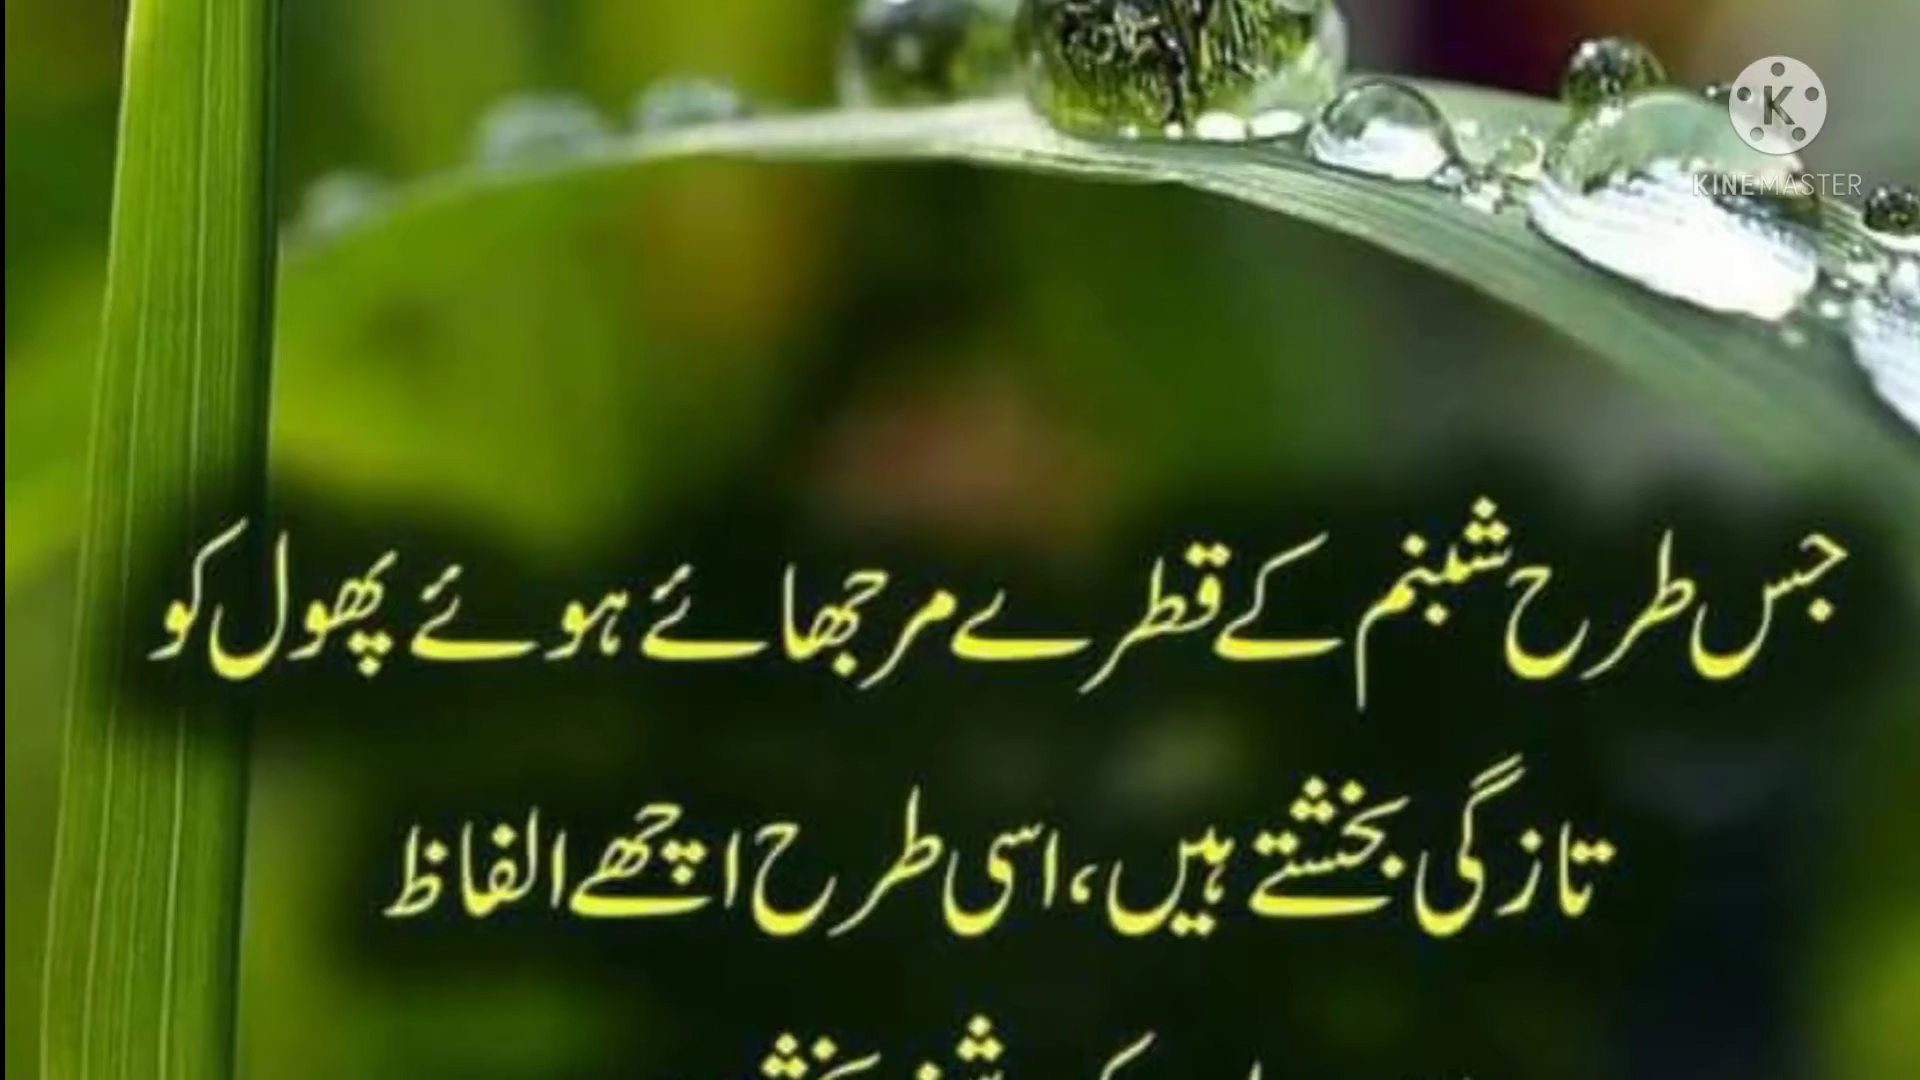 KINEMASTER
جس طرح شبنم کے قطرے مرجھائے ہوئے پھول کو
تازگی بخشتے ہیں، اسی طرح اچھے الفاظ